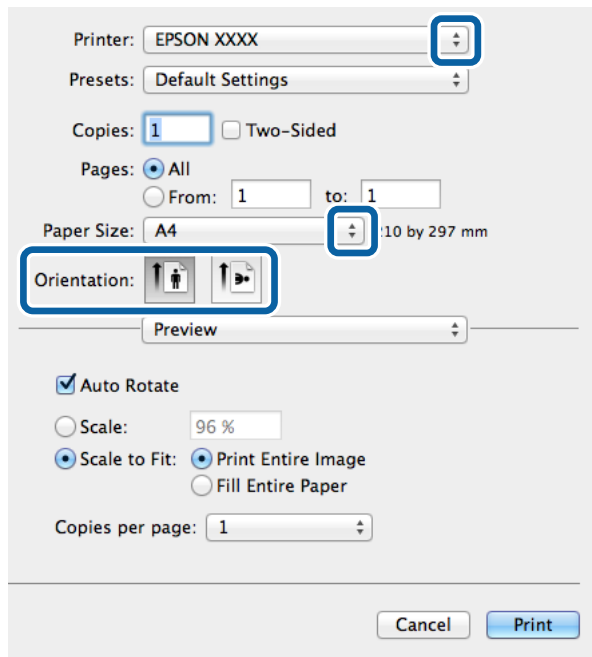 Printer: EPSON XXXX
Presets: Default Settings
Copies: 1 Two-Sided
Pages: All
From: 1 to: 1
Paper Size: A4 10 by 297 mm
Orientation:
Preview
Auto Rotate
Scale: 96 %
Scale to Fit: Print Entire Image
Fill Entire Paper
Copies per page: 1
Cancel Print